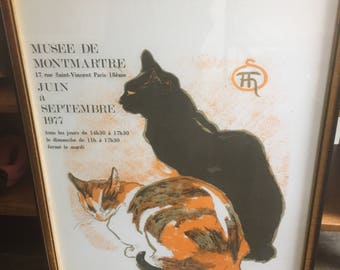 MUSEE DE
MONTMARTRE
17 rue Saint-Vincent Paris 18ème
JUIN
a
SEPTEMBRE
1977
tous les jours de 14h30 à 17h30
le dimanche de 11h à 17h30
fermé le mardi